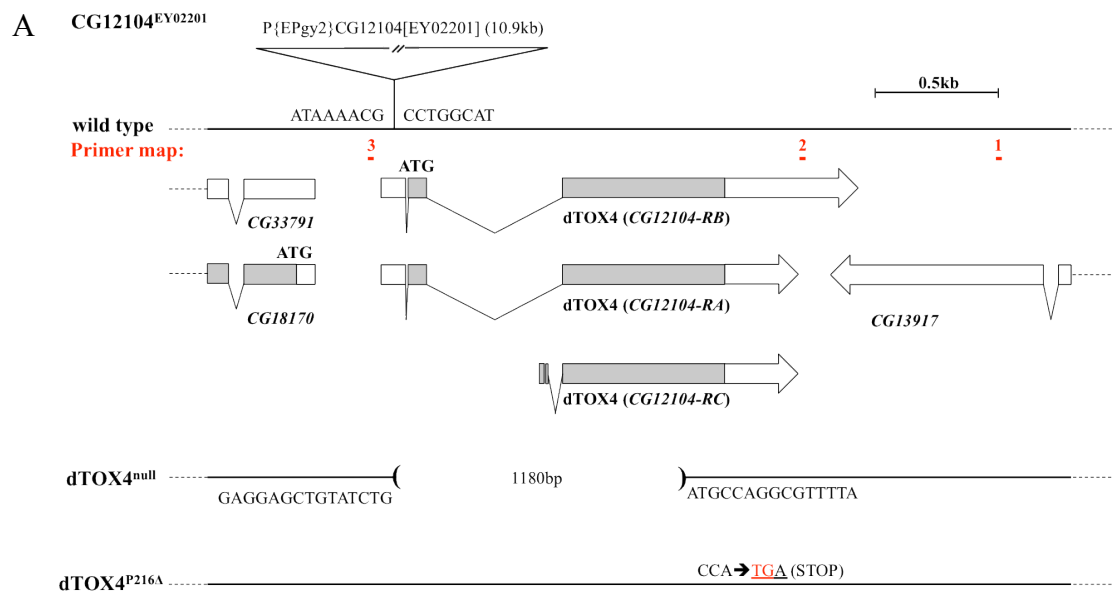 A
CG12104EY02201
P{EPgy2}CG12104[EY02201] (10.9kb)
0.5kb
ATAAAACG CCTGGCAT
wild type
Primer map: 3 2 1
ATG
CG33791
dTOX4 (CG12104-RB)
ATG
ATG
CG18170
dTOX4 (CG12104-RA)
CG13917
dTOX4 (CG12104-RC)
dTOX4null
1180bp
GAGGAGCTGTATCTG
ATGCCAGGCGTTTTA
CCA➔TGA (STOP)
dTOX4P216A